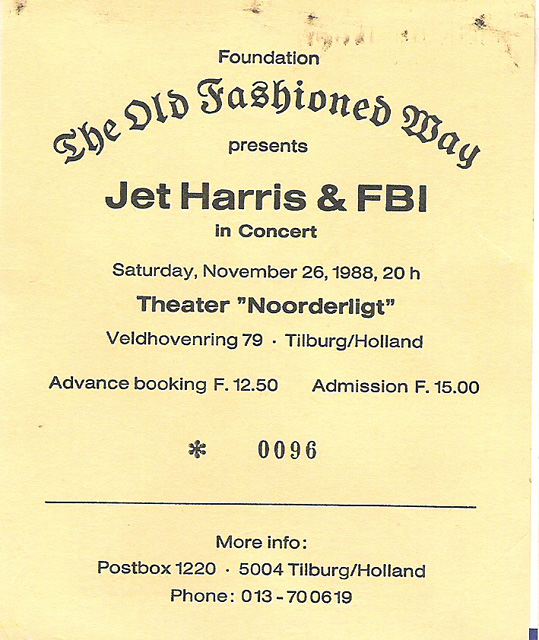 Foundation
The Old Fashioned Way
presents
Jet Harris & FBI
in Concert
Saturday, November 26, 1988, 20 h
Theater "Noorderligt"
Veldhovenring 79 · Tilburg/Holland
Advance booking F. 12.50 Admission F. 15.00
* 0096
More info:
Postbox 1220 · 5004 Tilburg/Holland
Phone: 013-700619